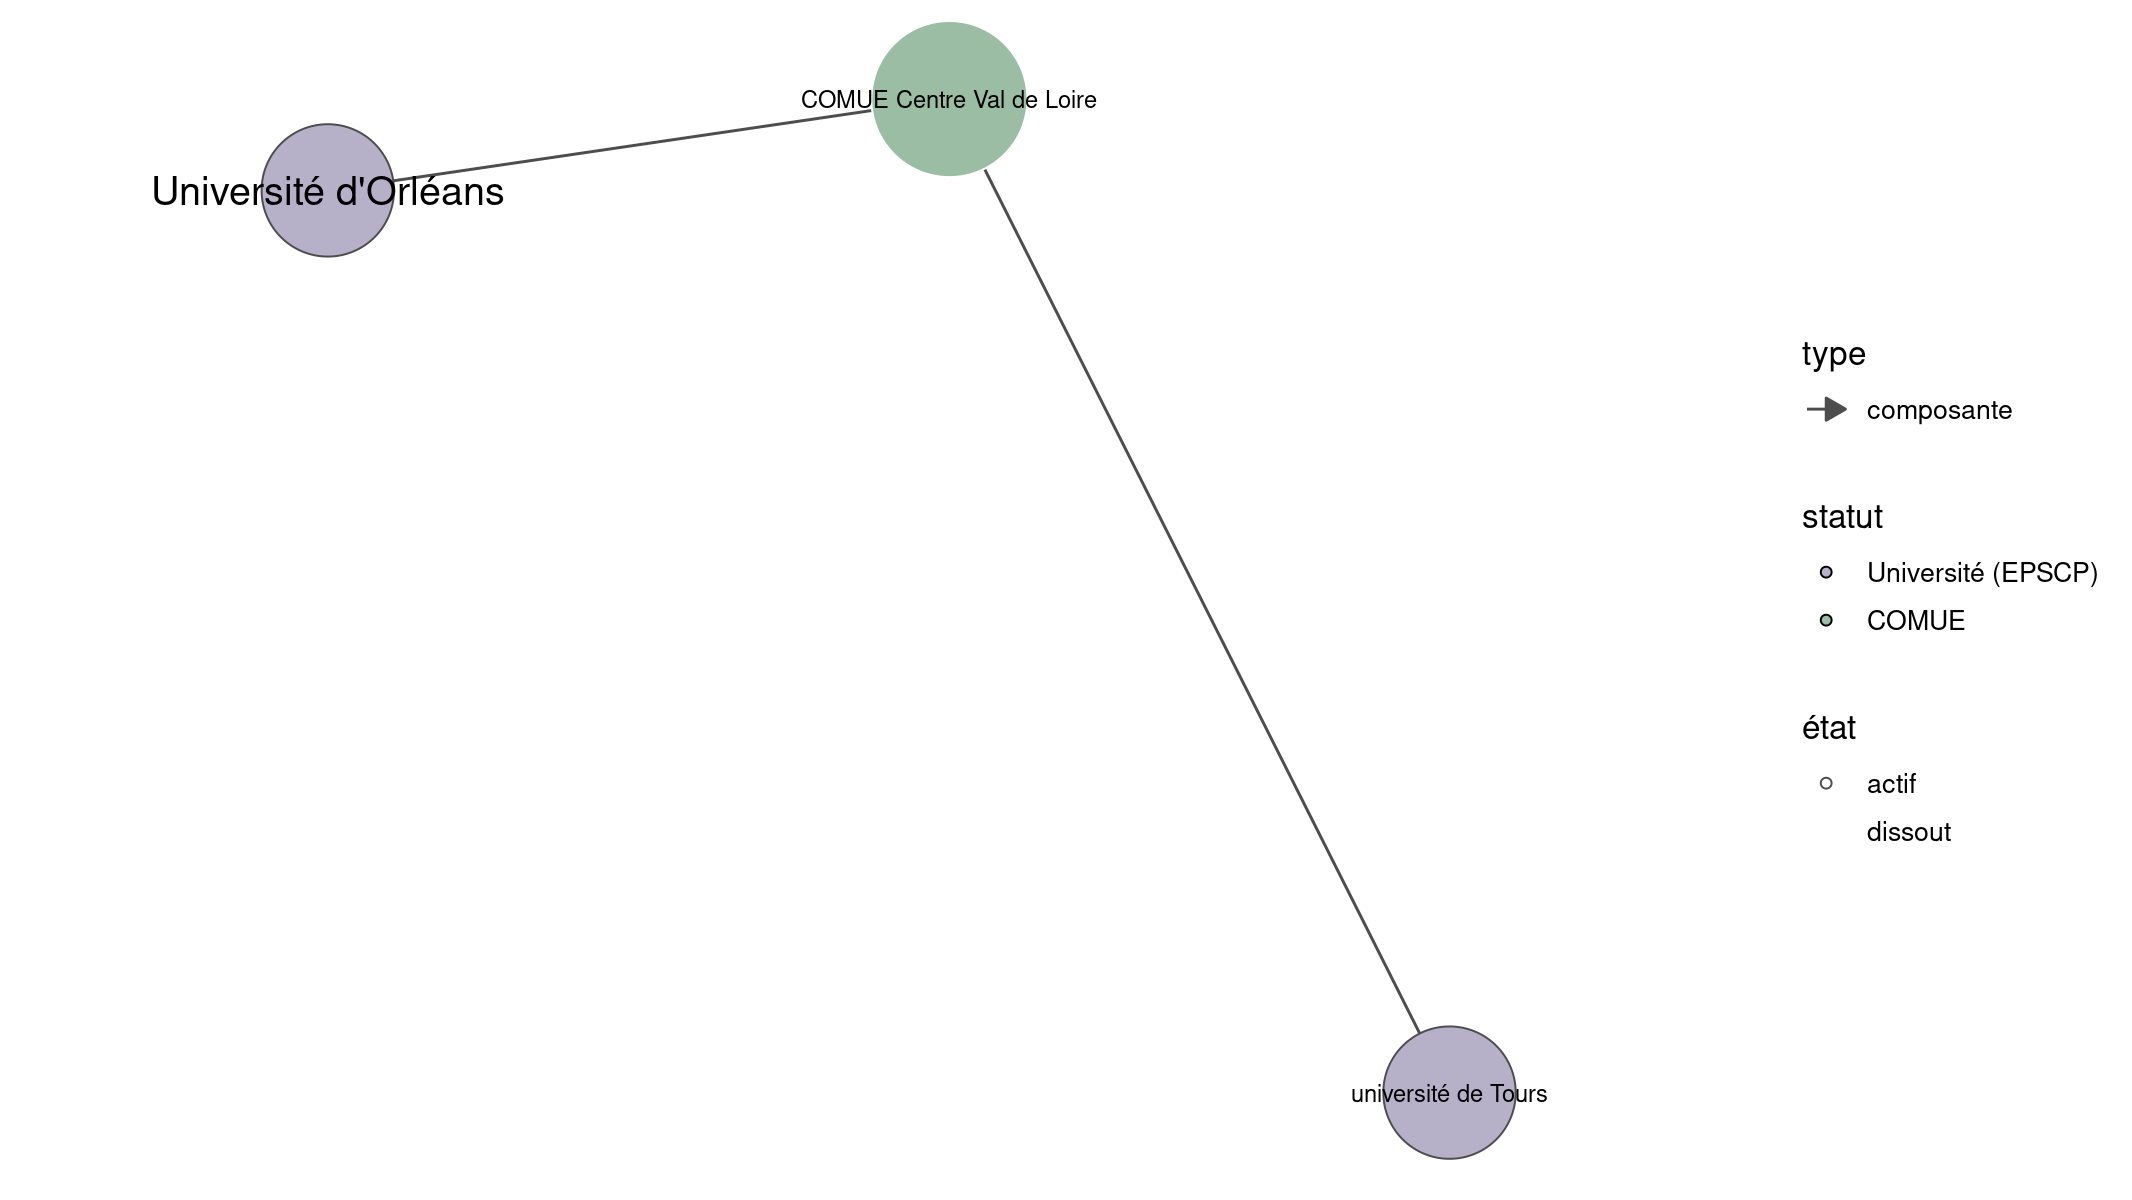 COMUE Centre Val de Loire
Université d'Orléans
université de Tours
type
composante
statut
Université (EPSCP)
COMUE
état
actif
dissout